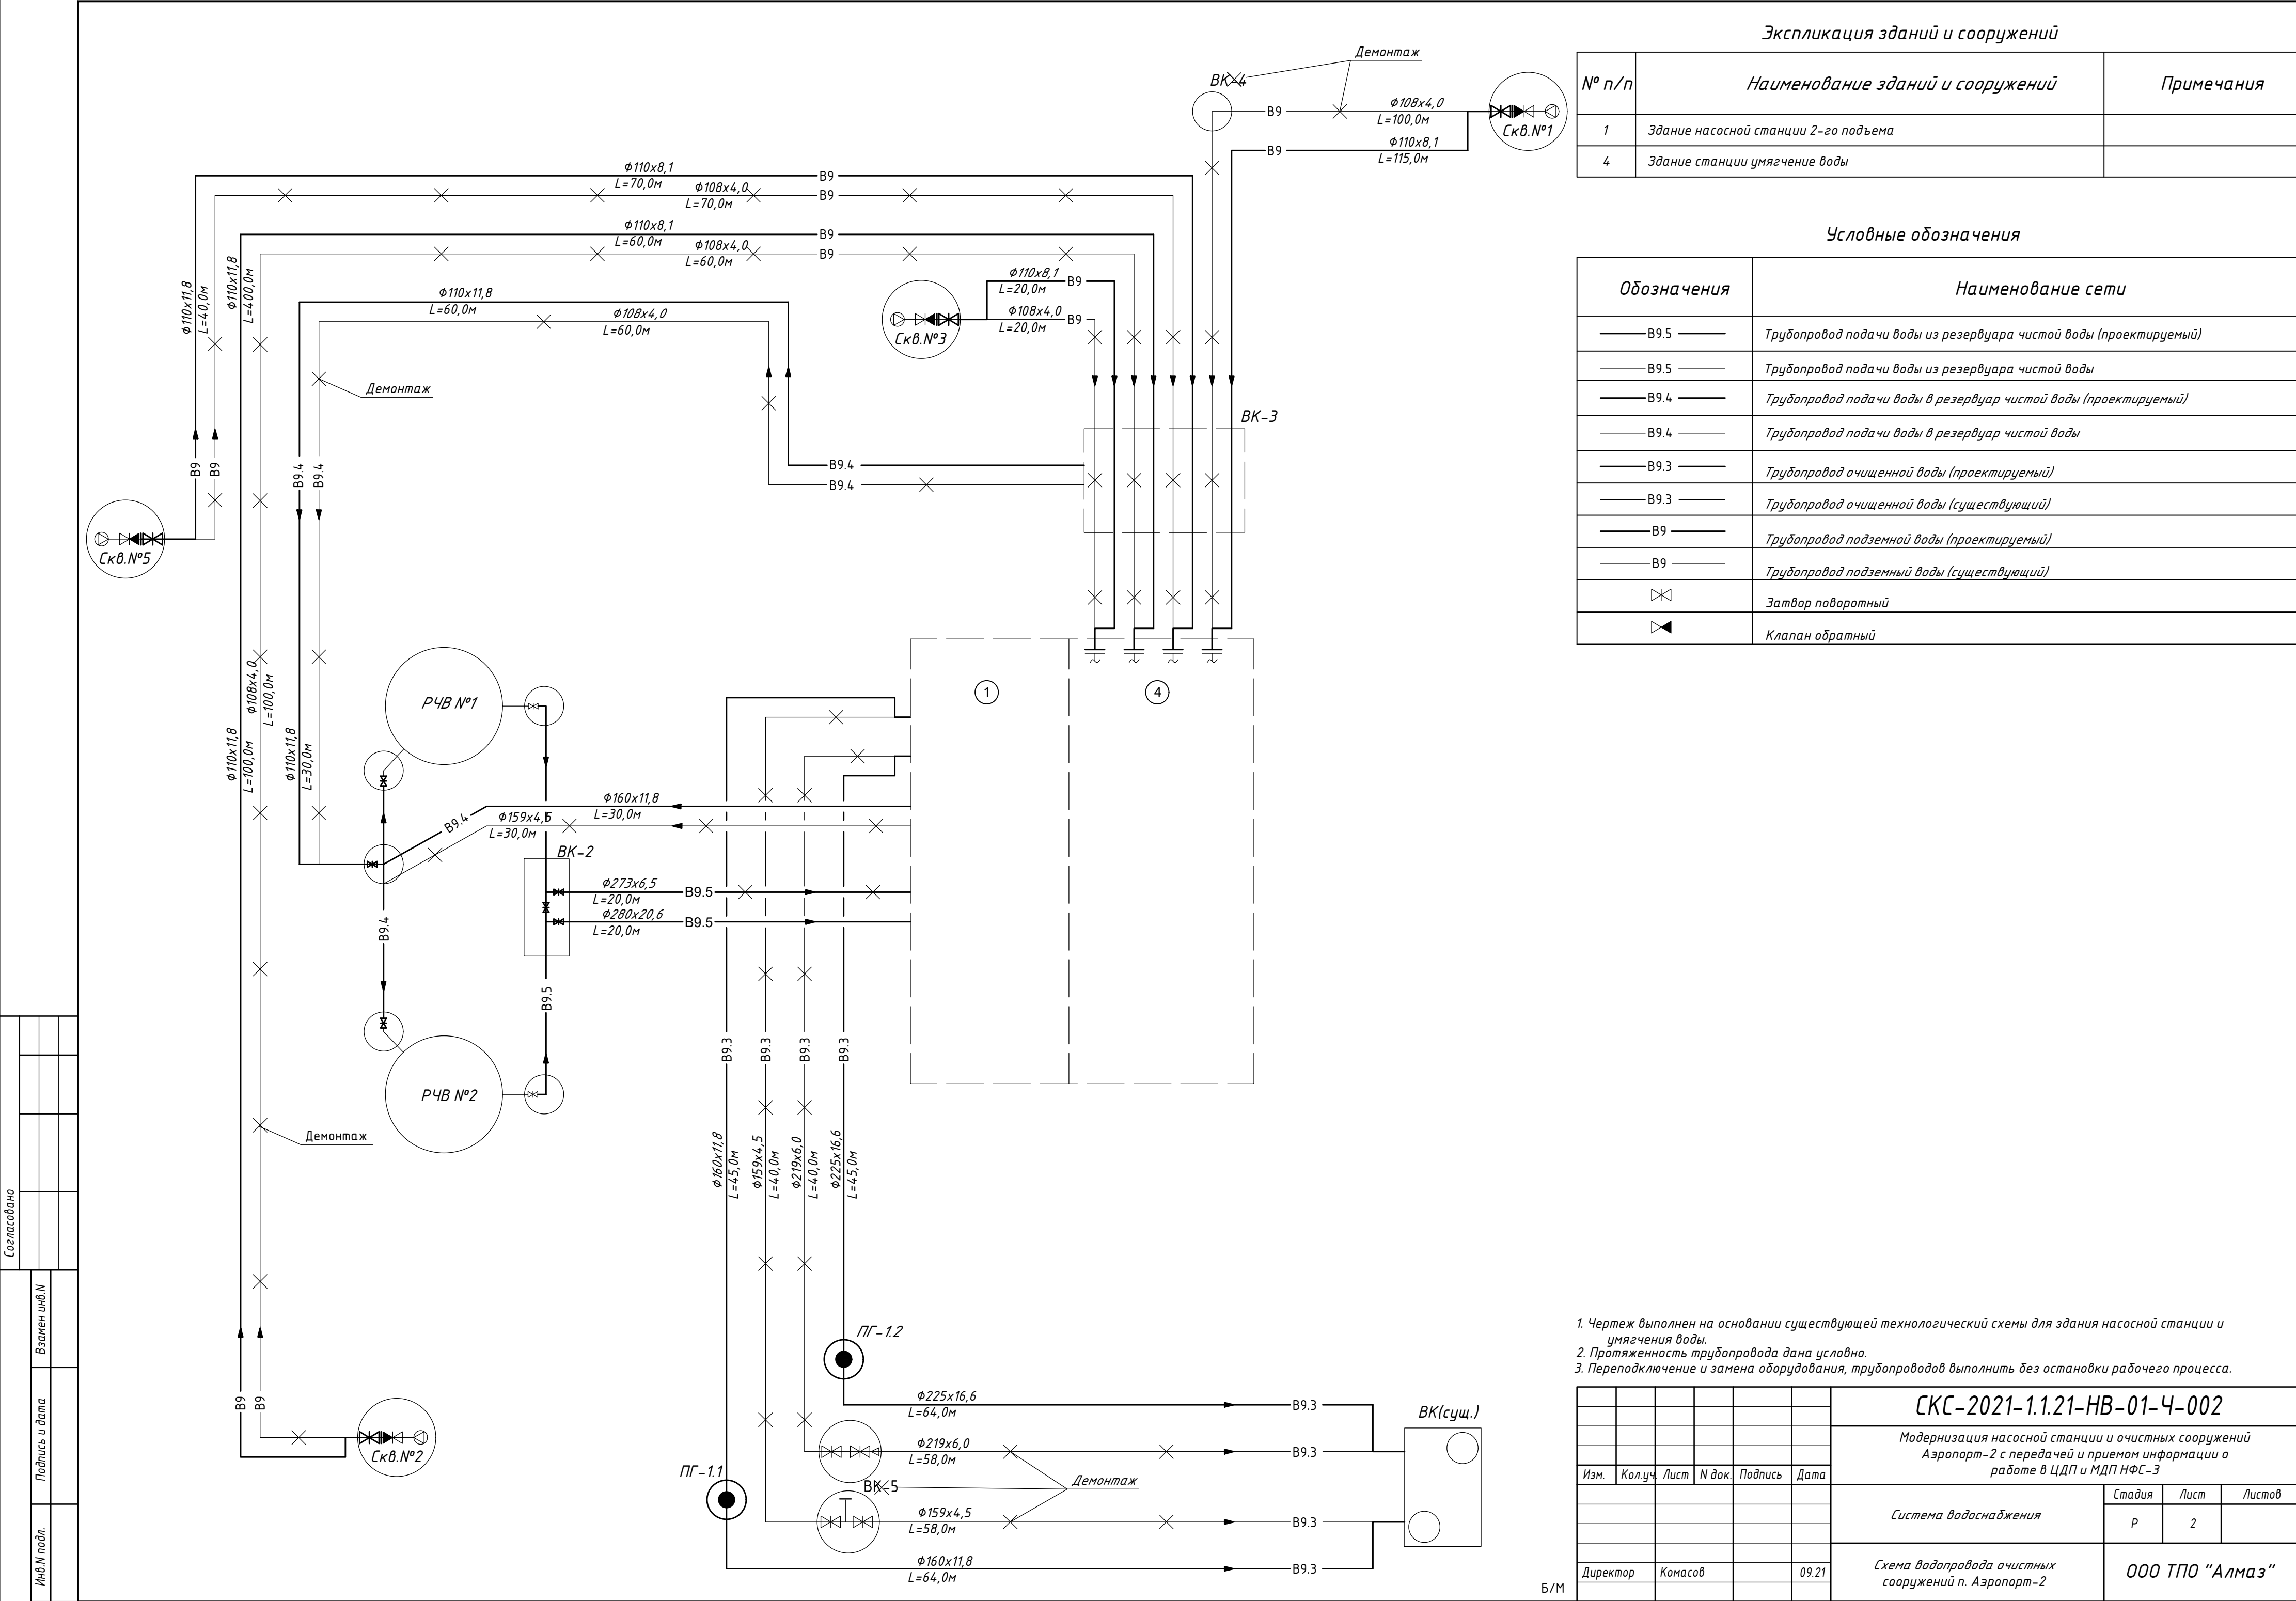 Экспликация зданий и сооружений
№ п/п Наименование зданий и сооружений Примечания
1 Здание насосной станции 2-го подъема
4 Здание станции умягчение воды
Условные обозначения
Обозначения Наименование сети
В9.5 Трубопровод подачи воды из резервуара чистой воды (проектируемый)
В9.5 Трубопровод подачи воды из резервуара чистой воды
В9.4 Трубопровод подачи воды в резервуар чистой воды (проектируемый)
В9.4 Трубопровод подачи воды в резервуар чистой воды
В9.3 Трубопровод очищенной воды (проектируемый)
В9.3 Трубопровод очищенной воды (существующий)
В9 Трубопровод подземной воды (проектируемый)
В9 Трубопровод подземный воды (существующий)
Затвор поворотный
Клапан обратный
Демонтаж
ВК-4
В9
Ф108х4,0
L=100,0м
Скв.№1
В9
Ф110х8,1
L=115,0м
Ф110х8,1
L=70,0м
В9
Ф108х4,0
L=70,0м
В9
Ф110х8,1
L=60,0м
В9
Ф108х4,0
L=60,0м
В9
Ф110х11,8
L=40,0м
Ф110х11,8
L=400,0м
Ф110х11,8
L=60,0м
Ф108х4,0
L=60,0м
Ф110х8,1
L=20,0м
В9
Ф108х4,0
L=20,0м
В9
Скв.№3
Демонтаж
ВК-3
В9
В9
В9.4
В9.4
В9.4
В9.4
Скв.№5
1
4
РЧВ №1
Ф108х4,0
L=100,0м
Ф110х11,8
L=100,0м
Ф110х11,8
L=30,0м
Ф160х11,8
L=30,0м
В9.4
Ф159х4,5
L=30,0м
ВК-2
Ф273х6,5
L=20,0м
В9.5
Ф280х20,6
L=20,0м
В9.5
В9.4
В9.5
РЧВ №2
Демонтаж
В9.3
В9.3
В9.3
В9.3
Ф160х11,8
L=45,0м
Ф159х4,5
L=40,0м
Ф219х6,0
L=40,0м
Ф225х16,6
L=45,0м
ПГ-1.2
В9
В9
Скв.№2
Ф225х16,6
L=64,0м
В9.3
ВК(сущ.)
Ф219х6,0
L=58,0м
В9.3
ПГ-1.1
ВК-5
Демонтаж
Ф159х4,5
L=58,0м
В9.3
Ф160х11,8
L=64,0м
В9.3
1. Чертеж выполнен на основании существующей технологический схемы для здания насосной станции и
умягчения воды.
2. Протяженность трубопровода дана условно.
3. Переподключение и замена оборудования, трубопроводов выполнить без остановки рабочего процесса.
СКС-2021-1.1.21-НВ-01-Ч-002
Модернизация насосной станции и очистных сооружений
Аэропорт-2 с передачей и приемом информации о
работе в ЦДП и МДП НФС-3
Изм. Кол.уч. Лист N док. Подпись Дата
Система водоснабжения
Стадия Лист Листов
Р 2
Директор Комасов 09.21
Схема водопровода очистных
сооружений п. Аэропорт-2
ООО ТПО "Алмаз"
Б/М
Согласовано
Взамен инв.N
Подпись и дата
Инв.N подл.